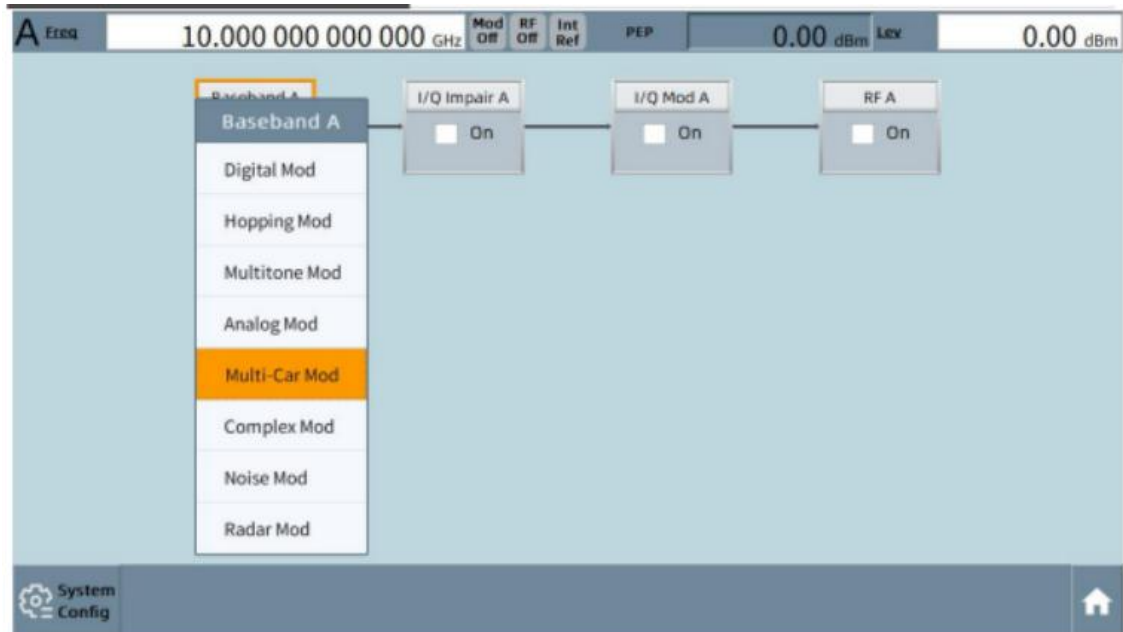 A Freq 10.000 000 000 000 GHz Mod Off RF Off Int Ref PEP 0.00 dBm Lev 0.00 dBm
Baseband A I/Q Impair A I/Q Mod A RF A
Baseband A
On On On
Digital Mod
Hopping Mod
Multitone Mod
Analog Mod
Multi-Car Mod
Complex Mod
Noise Mod
Radar Mod
System
Config